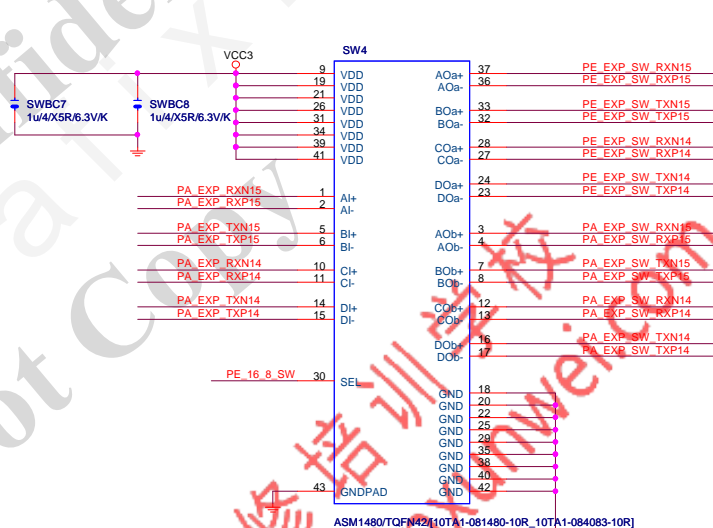 SW4
VCC3
SWBC7
1u/4/X5R/6.3V/K
SWBC8
1u/4/X5R/6.3V/K
9 VDD
19 VDD
21 VDD
26 VDD
31 VDD
34 VDD
39 VDD
41 VDD
PA_EXP_RXN15 1 AI+
PA_EXP_RXP15 2 AI-
PA_EXP_TXN15 5 BI+
PA_EXP_TXP15 6 BI-
PA_EXP_RXN14 10 CI+
PA_EXP_RXP14 11 CI-
PA_EXP_TXN14 14 DI+
PA_EXP_TXP14 15 DI-
PE_16_8_SW 30 SEL
43 GNDPAD
AOa+ 37 PE_EXP_SW_RXN15
AOa- 36 PE_EXP_SW_RXP15
BOa+ 33 PE_EXP_SW_TXN15
BOa- 32 PE_EXP_SW_TXP15
COa+ 28 PE_EXP_SW_RXN14
COa- 27 PE_EXP_SW_RXP14
DOa+ 24 PE_EXP_SW_TXN14
DOa- 23 PE_EXP_SW_TXP14
AOb+ 3 PA_EXP_SW_RXN15
AOb- 4 PA_EXP_SW_RXP15
BOb+ 7 PA_EXP_SW_TXN15
BOb- 8 PA_EXP_SW_TXP15
COb+ 12 PA_EXP_SW_RXN14
COb- 13 PA_EXP_SW_RXP14
DOb+ 16 PA_EXP_SW_TXN14
DOb- 17 PA_EXP_SW_TXP14
GND 18
GND 20
GND 22
GND 25
GND 29
GND 35
GND 38
GND 40
GND 42
ASM1480/TQFN42/[10TA1-081480-10R_10TA1-084083-10R]
修培训学校
xunwei.com
ot Copy